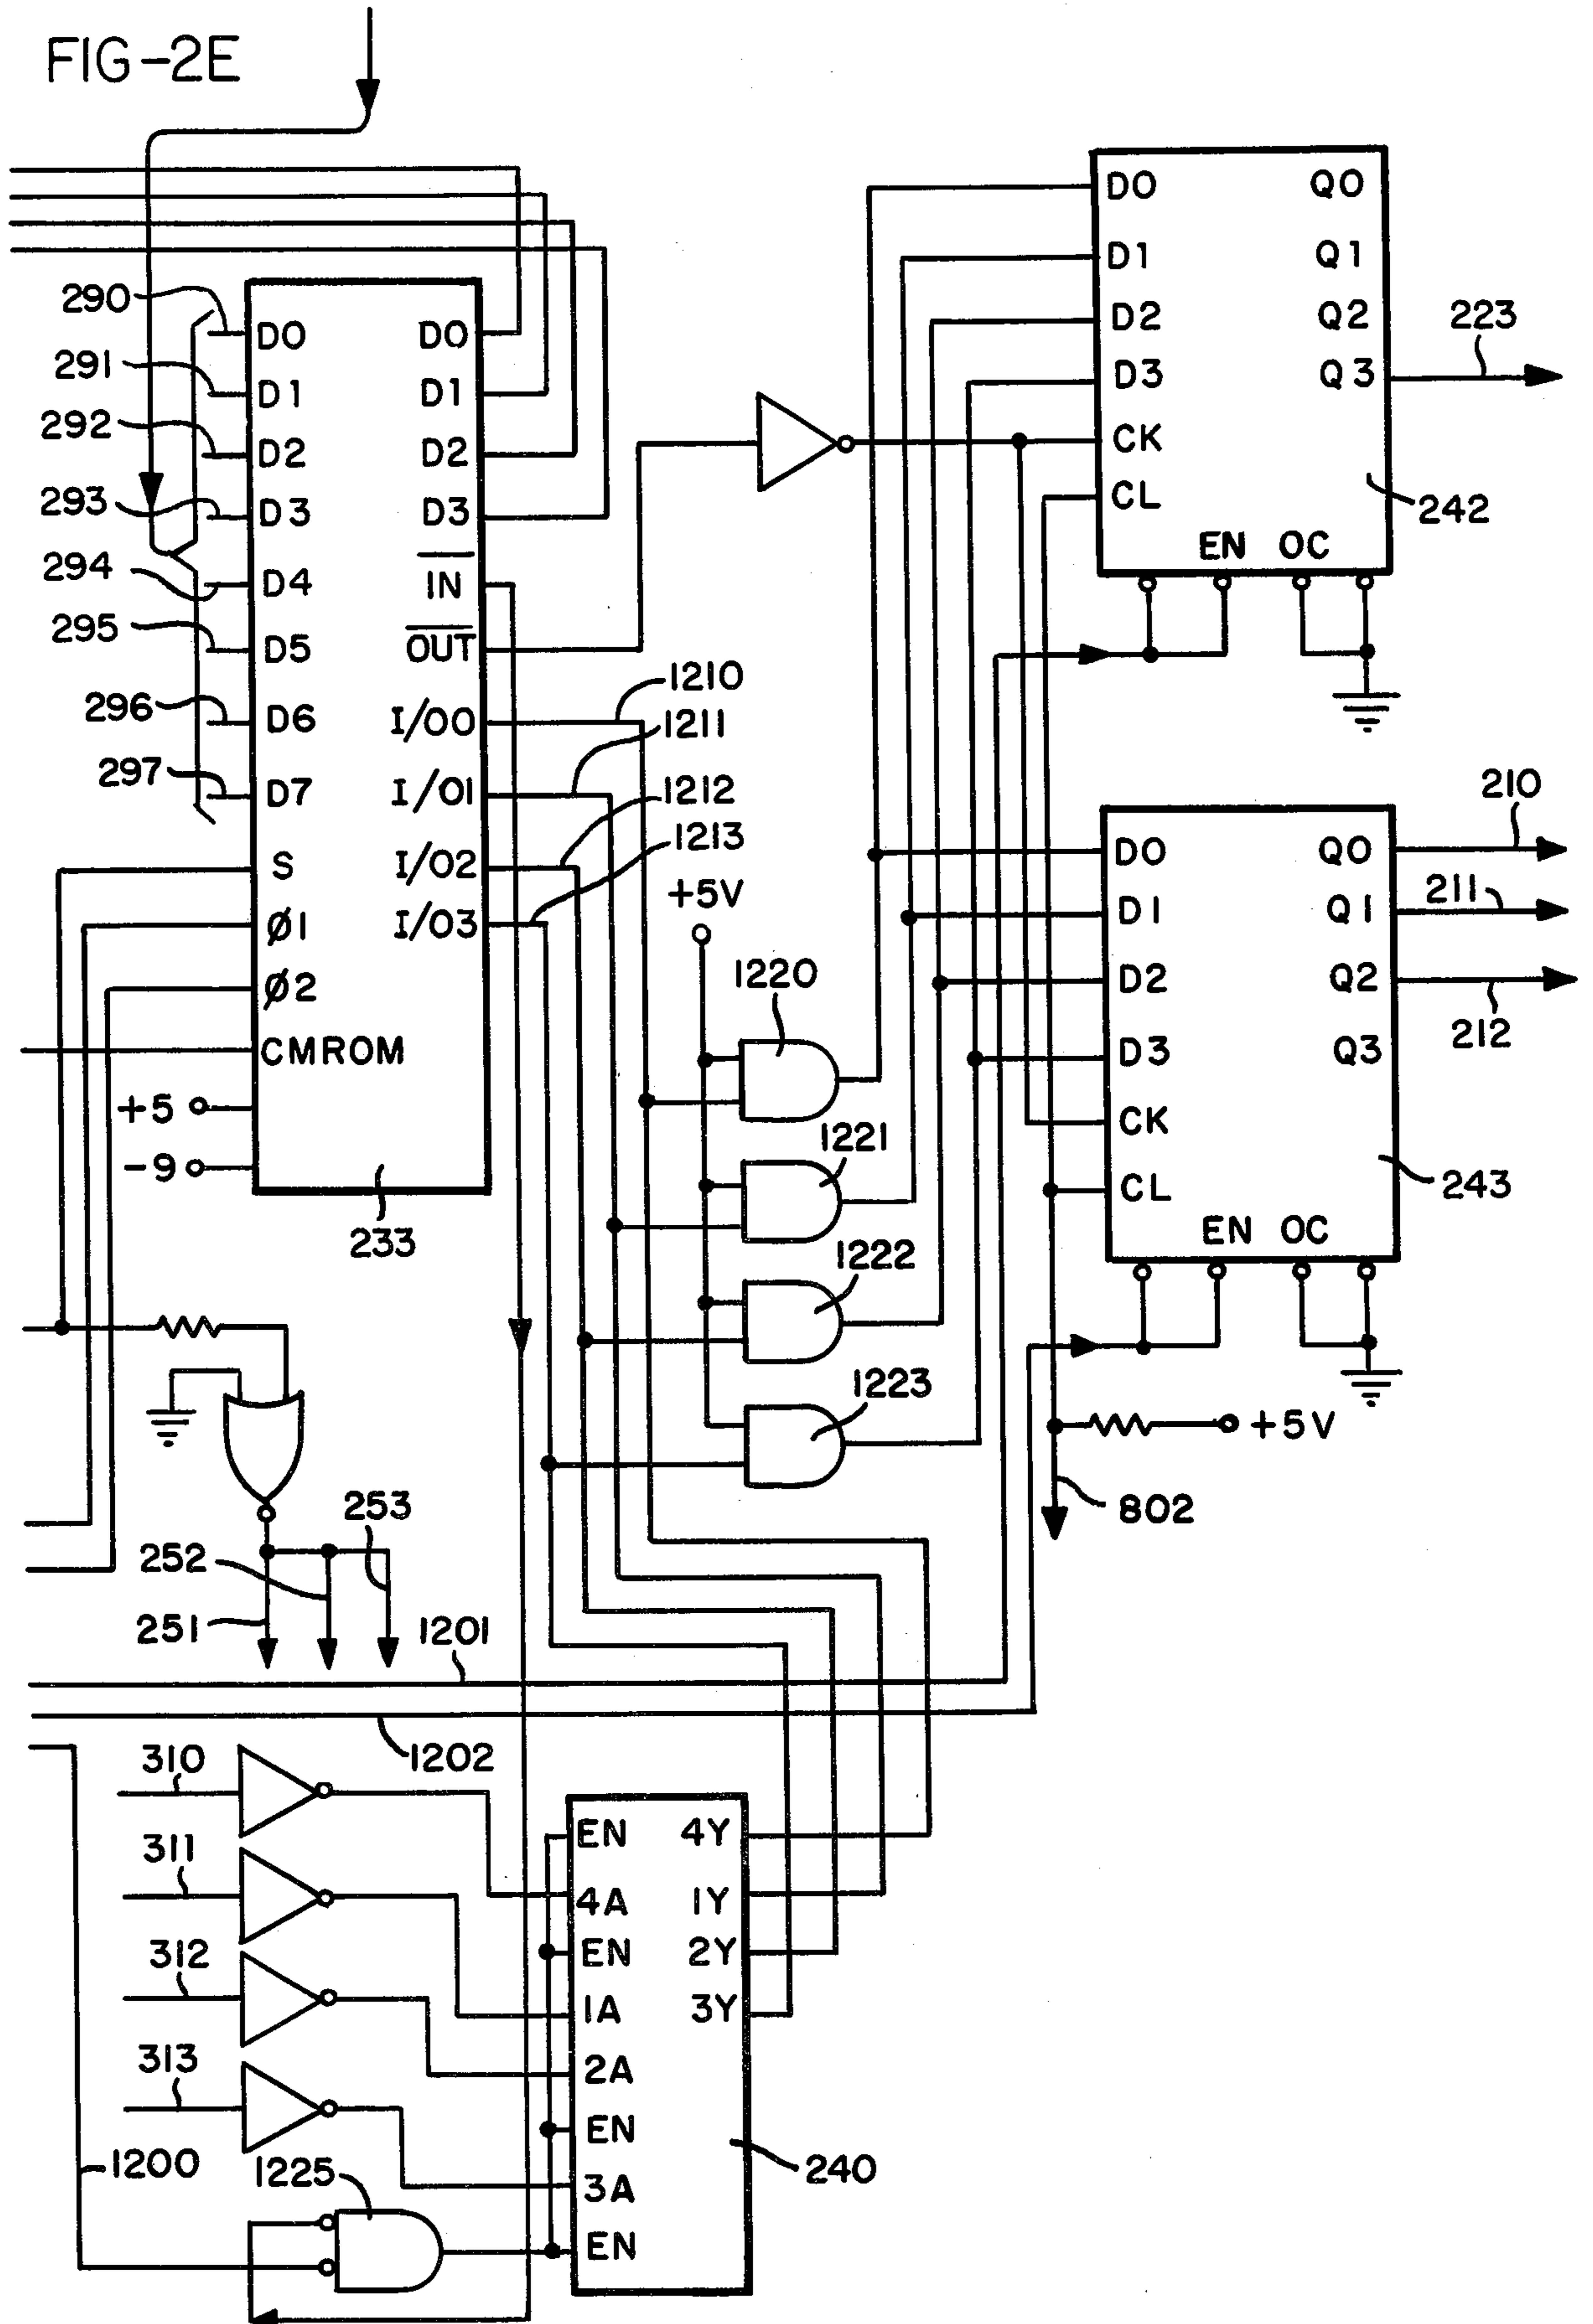 FIG-2E
290
291
292
293
294
295
296
297
D0
D1
D2
D3
D4
D5
D6
D7
S
Ø1
Ø2
CMROM
+5
-9
D0
D1
D2
D3
IN
OUT
I/O0
I/O1
I/O2
I/O3
233
1210
1211
1212
1213
+5V
1220
1221
1222
1223
D0
D1
D2
D3
CK
CL
Q0
Q1
Q2
Q3
EN OC
223
242
D0
D1
D2
D3
CK
CL
Q0
Q1
Q2
Q3
EN OC
210
211
212
243
+5V
802
253
252
251
1201
1202
310
311
312
313
1200
1225
EN
4A
EN
1A
2A
EN
3A
EN
4Y
1Y
2Y
3Y
240